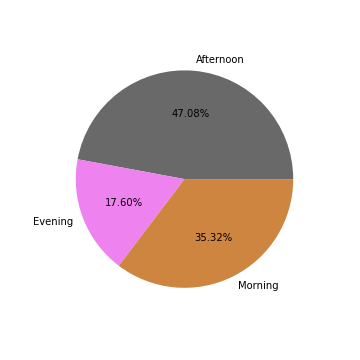 Afternoon
47.08%
17.60%
Evening
35.32%
Morning